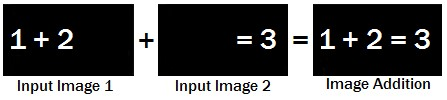 1 + 2 + = 3 = 1 + 2 = 3
Input Image 1 Input Image 2 Image Addition